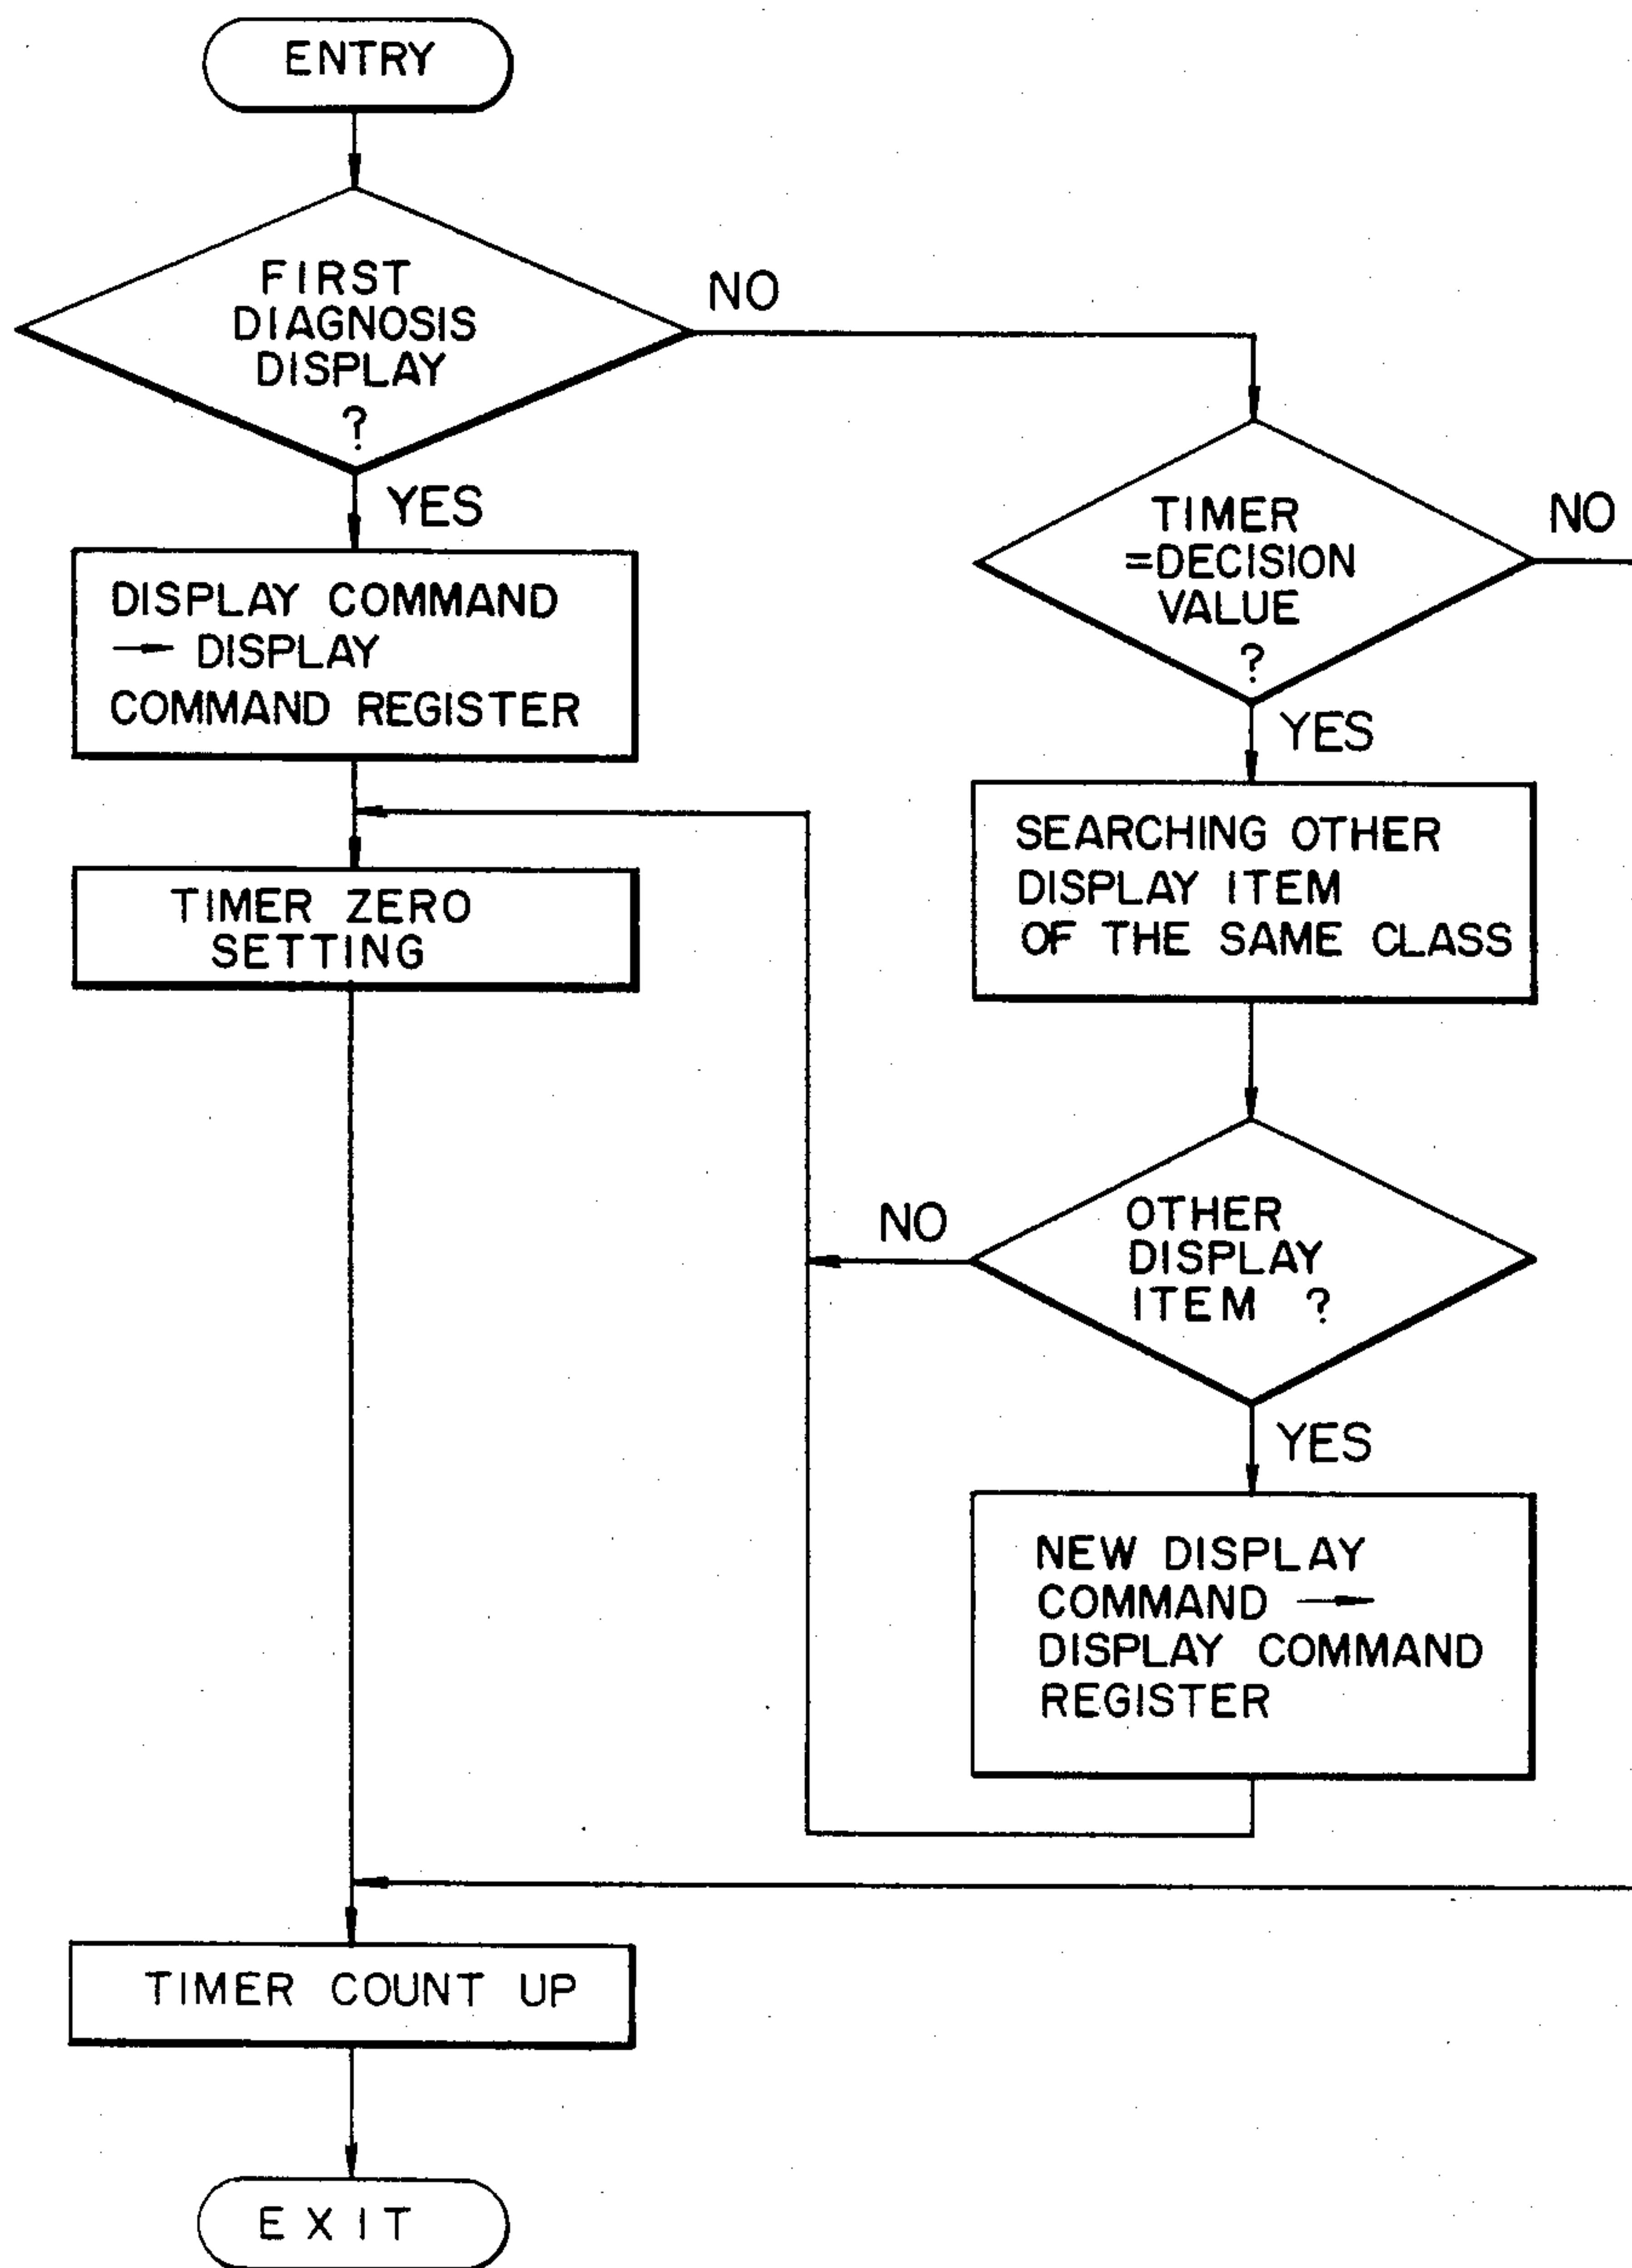 ENTRY
FIRST
DIAGNOSIS
DISPLAY
?
NO
YES
DISPLAY COMMAND
→ DISPLAY
COMMAND REGISTER
TIMER ZERO
SETTING
TIMER
=DECISION
VALUE
?
NO
YES
SEARCHING OTHER
DISPLAY ITEM
OF THE SAME CLASS
OTHER
DISPLAY
ITEM ?
NO
YES
NEW DISPLAY
COMMAND →
DISPLAY COMMAND
REGISTER
TIMER COUNT UP
EXIT